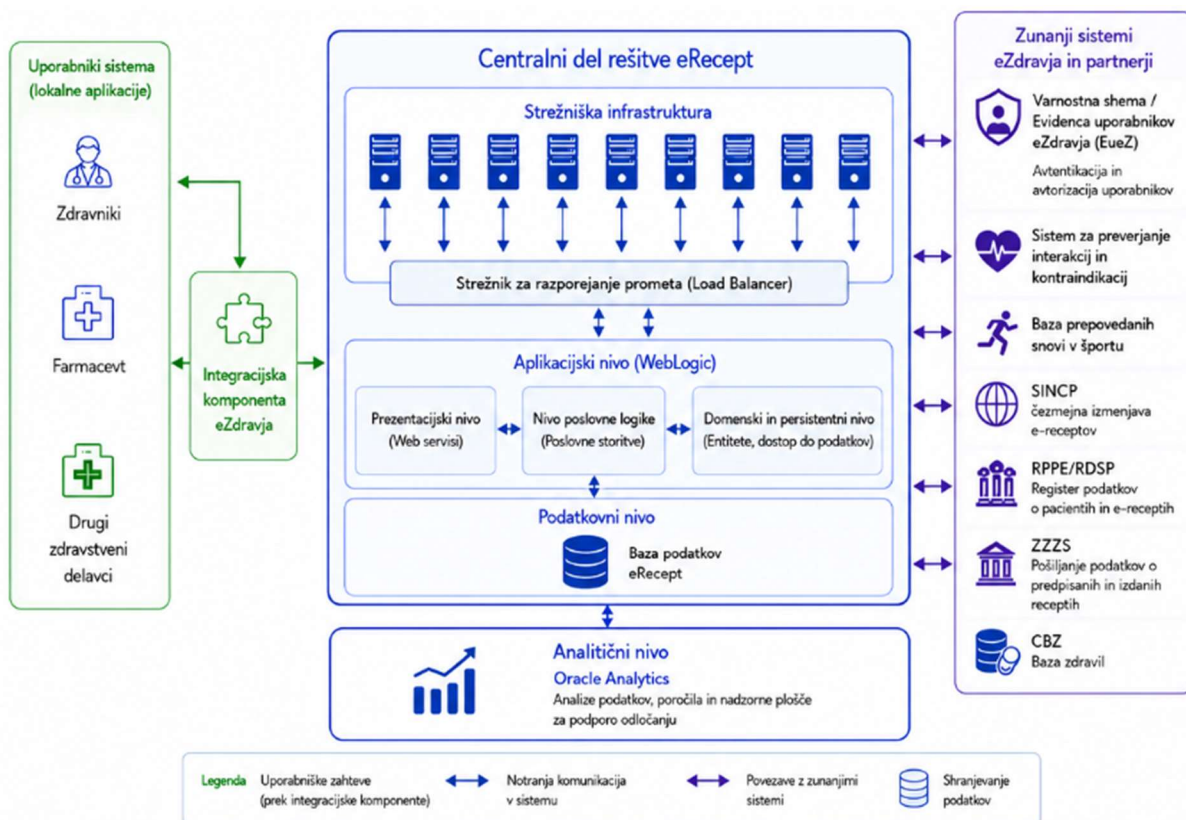 Uporabniki sistema
(lokalne aplikacije)
Zdravniki
Farmacevt
Drugi
zdravstveni
delavci
Integracijska
komponenta
eZdravja
Centralni del rešitve eRecept
Strežniška infrastruktura
Strežnik za razporejanje prometa (Load Balancer)
Aplikacijski nivo (WebLogic)
Prezentacijski nivo
(Web servisi)
Nivo poslovne logike
(Poslovne storitve)
Domenski in persistentni nivo
(Entitete, dostop do podatkov)
Podatkovni nivo
Baza podatkov
eRecept
Analitični nivo
Oracle Analytics
Analize podatkov, poročila in nadzorne plošče
za podporo odločanju
Zunanji sistemi
eZdravja in partnerji
Varnostna shema /
Evidenca uporabnikov
eZdravja (EueZ)
Avtentikacija in
avtorizacija uporabnikov
Sistem za preverjanje
interakcij in
kontraindikacij
Baza prepovedanih
snovi v športu
SINCP
čezmejna izmenjava
e-receptov
RPPE/RDSP
Register podatkov
o pacientih in e-receptih
ZZZS
Pošiljanje podatkov o
predpisanih in izdanih
receptih
CBZ
Baza zdravil
Legenda
Uporabniške zahteve
(prek integracijske komponente)
Notranja komunikacija
v sistemu
Povezave z zunanjimi
sistemi
Shranjevanje
podatkov